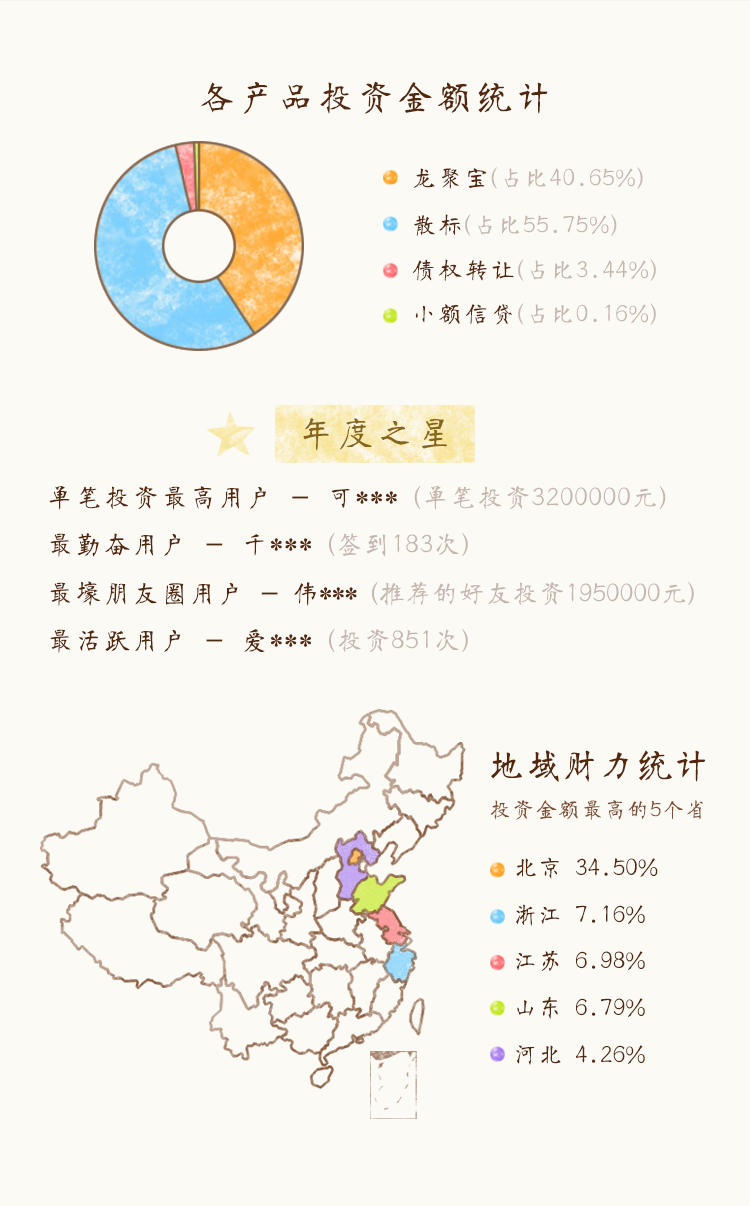 各产品投资金额统计
龙聚宝(占比40.65%)
散标(占比55.75%)
债权转让(占比3.44%)
小额信贷(占比0.16%)
年度之星
单笔投资最高用户 - 可*** (单笔投资3200000元)
最勤奋用户 - 千*** (签到183次)
最壕朋友圈用户 - 伟*** (推荐的好友投资1950000元)
最活跃用户 - 爱*** (投资851次)
地域财力统计
投资金额最高的5个省
北京 34.50%
浙江 7.16%
江苏 6.98%
山东 6.79%
河北 4.26%